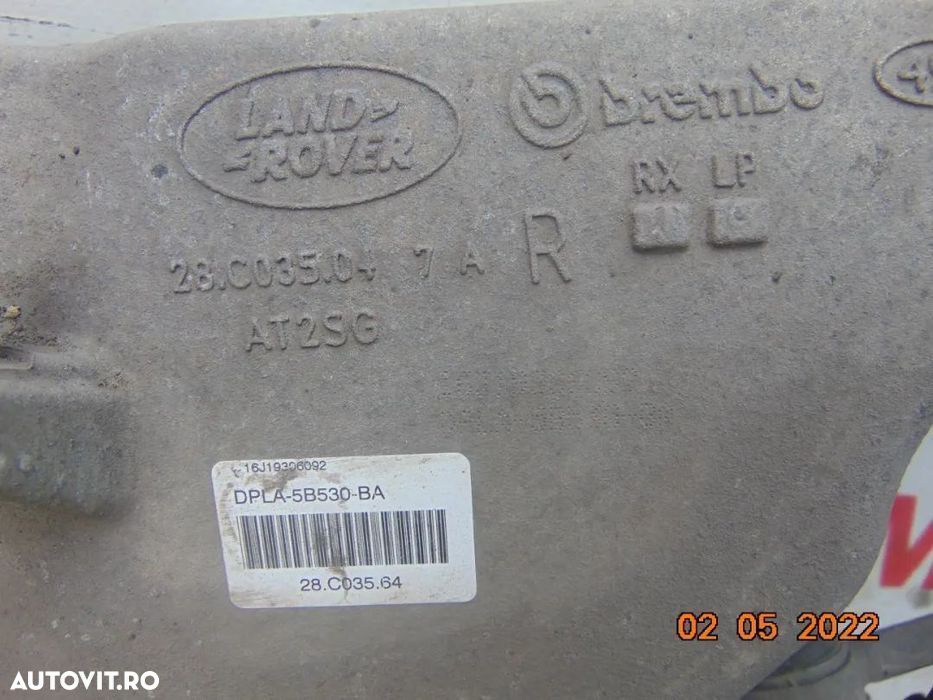 LAND
ROVER
brembo
RX LP
28.C035.04 7 A R
AT2SG
16J19306092
DPLA-5B530-BA
28.C035.64
02 05 2022
AUTOVIT.RO